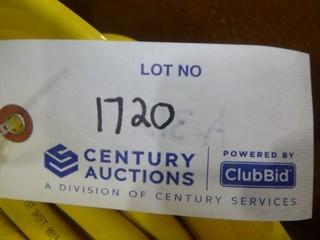 LOT NO
1720
CENTURY AUCTIONS
POWERED BY
ClubBid
A DIVISION OF CENTURY SERVICES